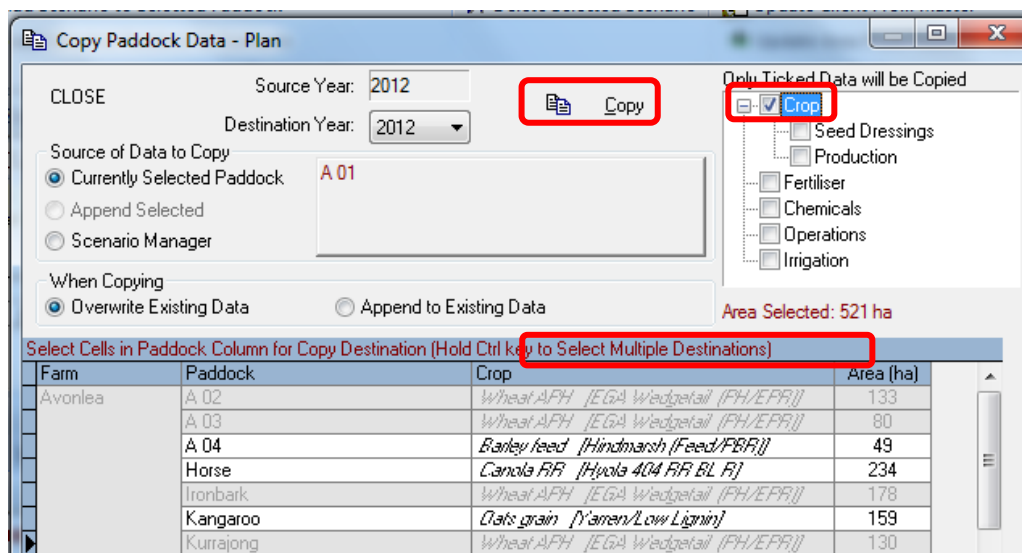 Copy Paddock Data - Plan
CLOSE
Source Year: 2012
Copy
Only Ticked Data will be Copied
Destination Year: 2012
Crop
Seed Dressings
Production
Fertiliser
Chemicals
Operations
Irrigation
Source of Data to Copy
Currently Selected Paddock
A 01
Append Selected
Scenario Manager
When Copying
Overwrite Existing Data Append to Existing Data
Area Selected: 521 ha
Select Cells in Paddock Column for Copy Destination (Hold Ctrl key to Select Multiple Destinations)
Farm Paddock Crop Area (ha)
Avonlea A 02 Wheat APH [EGA Wedgetail (PH/EPR)] 133
A 03 Wheat APH [EGA Wedgetail (PH/EPR)] 80
A 04 Barley feed [Hindmarsh (Feed/PBR)] 49
Horse Canola RR [Hyola 404 RR BL R] 234
Ironbark Wheat APH [EGA Wedgetail (PH/EPR)] 178
Kangaroo Oats grain [Yarren/Low Lignin] 159
Kurrajong Wheat APH [EGA Wedgetail (PH/EPR)] 130